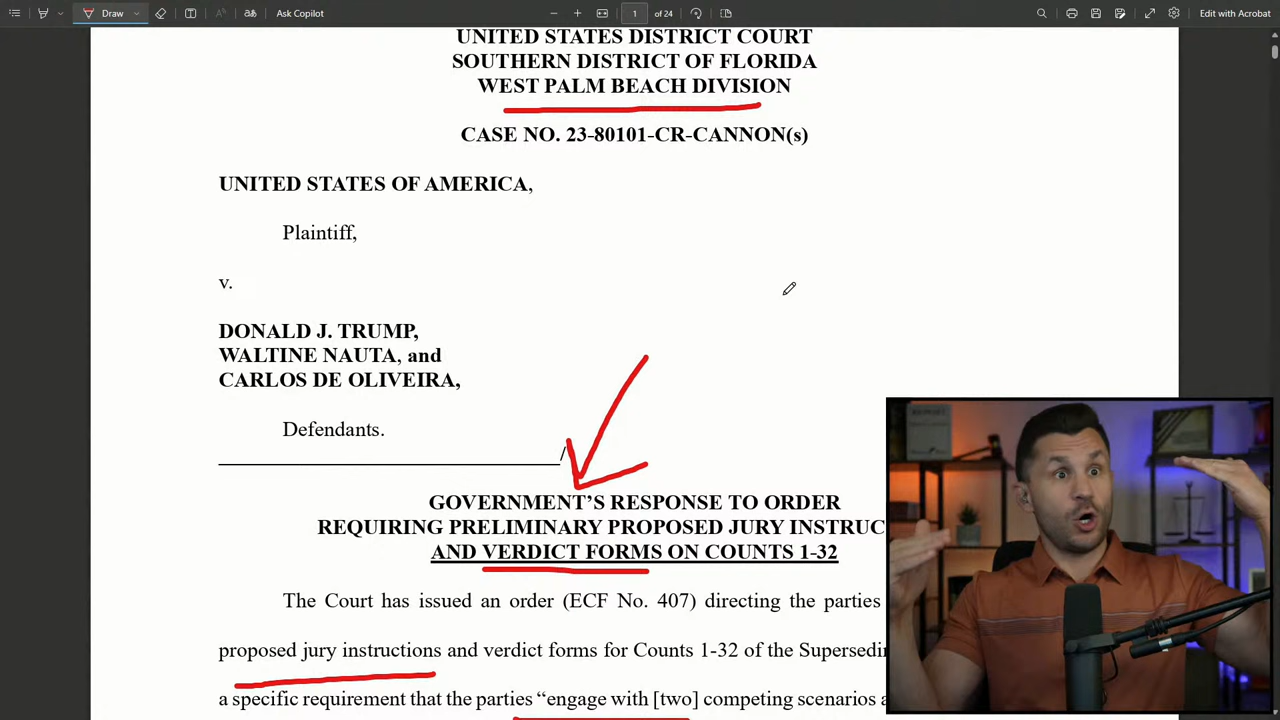 Draw
Ask Copilot
1 of 24
Edit with Acrobat
UNITED STATES DISTRICT COURT
SOUTHERN DISTRICT OF FLORIDA
WEST PALM BEACH DIVISION
CASE NO. 23-80101-CR-CANNON(s)
UNITED STATES OF AMERICA,
Plaintiff,
v.
DONALD J. TRUMP,
WALTINE NAUTA, and
CARLOS DE OLIVEIRA,
Defendants.
/
GOVERNMENT’S RESPONSE TO ORDER
REQUIRING PRELIMINARY PROPOSED JURY INSTRUC
AND VERDICT FORMS ON COUNTS 1-32
The Court has issued an order (ECF No. 407) directing the parties
proposed jury instructions and verdict forms for Counts 1-32 of the Supersedin
a specific requirement that the parties “engage with [two] competing scenarios a